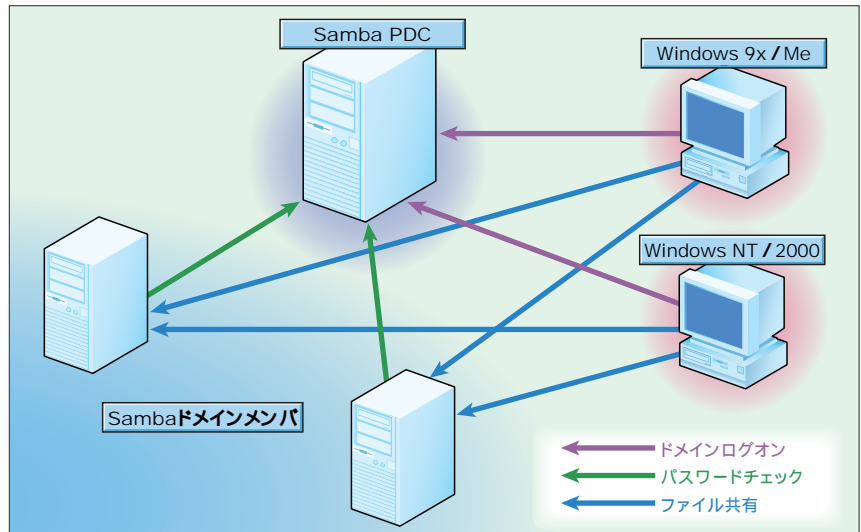 Samba PDC
Windows 9x/Me
Windows NT/2000
Sambaドメインメンバ
ドメインログオン
パスワードチェック
ファイル共有